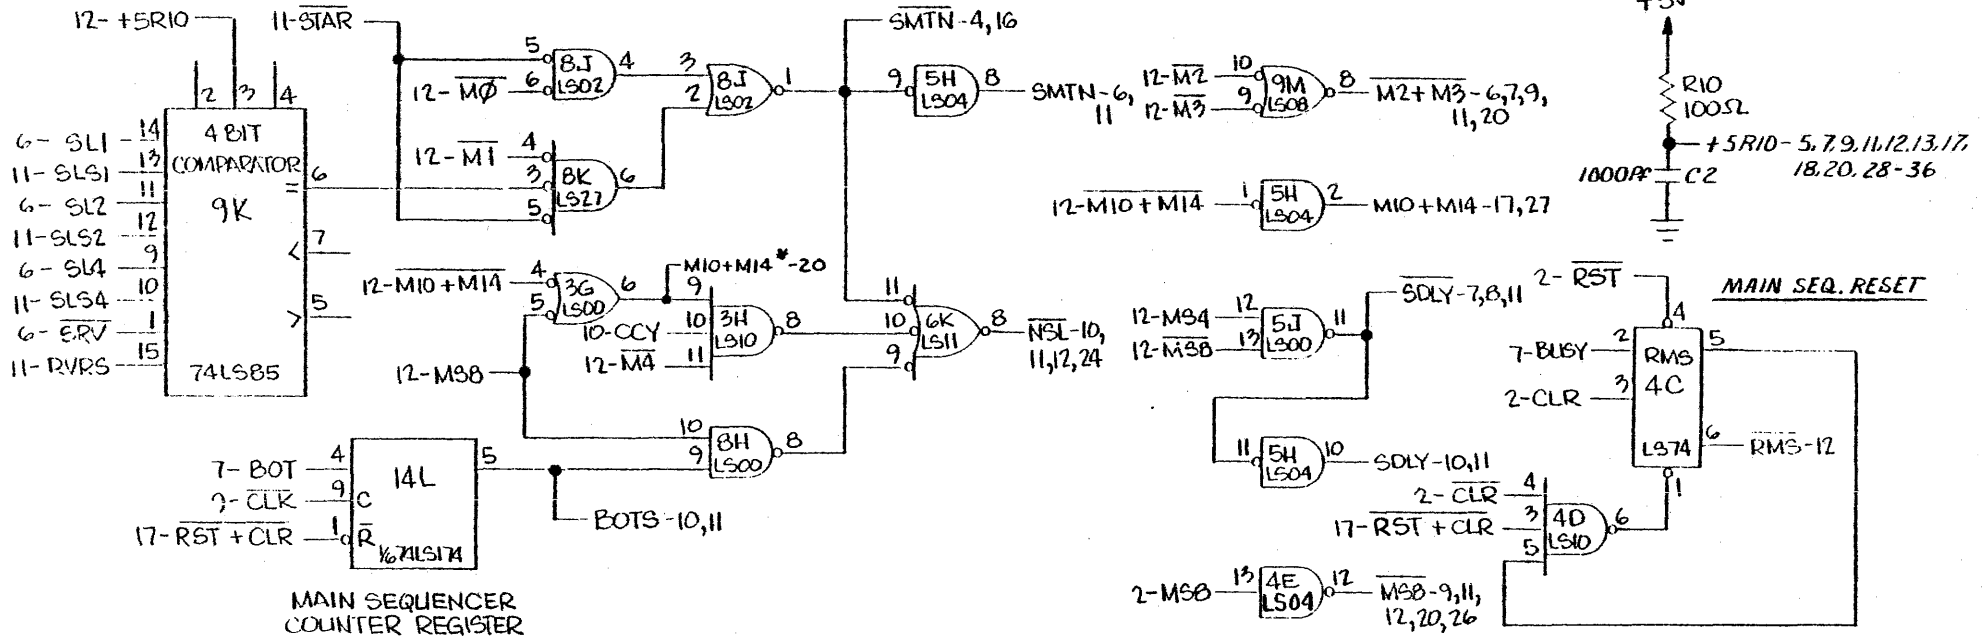 12- +5R10
11-STAR
2 3 4
4 BIT
COMPARATOR
9K
74LS85
6- SL1 14
11-SLS1 13
6- SL2 11
11-SLS2 12
6- SL4 9
11-SLS4 10
6-SRV 1
11-RVRS 15
= 6
< 7
> 5
5
12-MØ 6
8J
LS02
4
12-M1 4
3
5
8K
LS27
6
3
2
8J
LS02
1
SMTN-4,16
9
5H
LS04
8
SMTN-6,
11
12-M10+M14 4
5
3G
LS00
6
M10+M14*-20
9
10-CCY 10
12-M4 11
3H
LS10
8
12-MS8
10
9
8H
LS00
8
11
10
9
6K
LS11
8
NSL-10,
11,12,24
7-BOT 4
CLK 9 C
17-RST+CLR 1 R
14L
1/6 74LS174
5
BOTS-10,11
MAIN SEQUENCER
COUNTER REGISTER
12-M2 10
12-M3 9
9M
LS08
8
M2+M3-6,7,9,
11,20
12-M10+M14 1
5H
LS04
2
M10+M14-17,27
12-MS4 12
12-MS8 13
5J
LS00
11
SDLY-7,8,11
11
5H
LS04
10
SDLY-10,11
+5V
R10
100Ω
+5R10-5,7,9,11,12,13,17,
18,20,28-36
1000Pf
C2
2-RST
MAIN SEQ. RESET
4
7-BUSY 2
2-CLR 3
RMS
4C
LS74
5
6
RMS-12
1
2-CLR 4
17-RST+CLR 3
5
4D
LS10
6
2-MS8 13
4E
LS04
12
MS8-9,11,
12,20,26